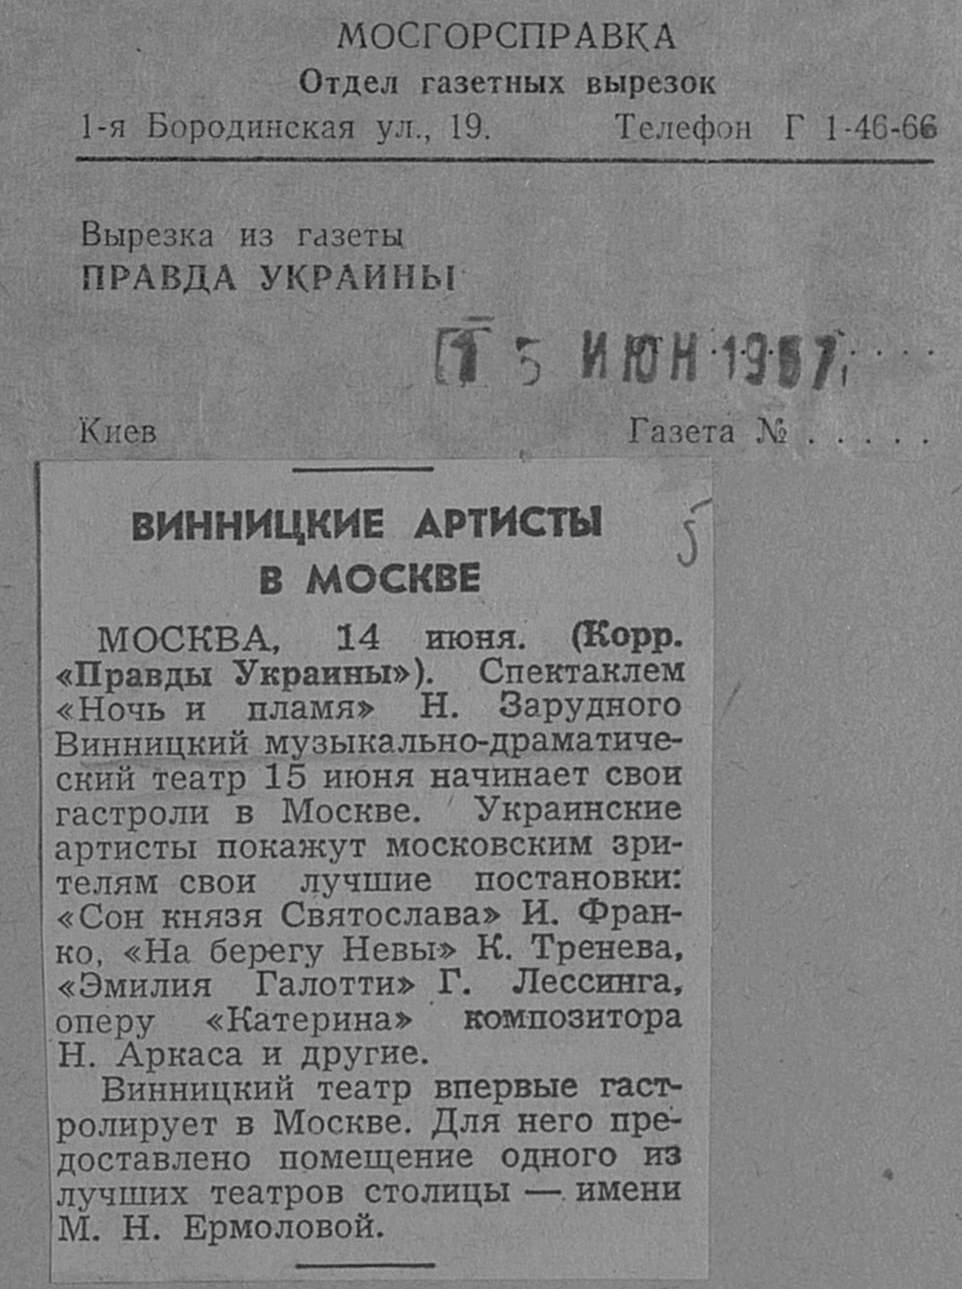 МОСГОРСПРАВКА
Отдел газетных вырезок
1-я Бородинская ул., 19. Телефон Г 1-46-66
Вырезка из газеты
ПРАВДА УКРАИНЫ
15 ИЮН 1957
Киев Газета № . . . . .
5
ВИННИЦКИЕ АРТИСТЫ
В МОСКВЕ
МОСКВА, 14 июня. (Корр.
«Правды Украины»). Спектаклем
«Ночь и пламя» Н. Зарудного
Винницкий музыкально-драматиче-
ский театр 15 июня начинает свои
гастроли в Москве. Украинские
артисты покажут московским зри-
телям свои лучшие постановки:
«Сон князя Святослава» И. Фран-
ко, «На берегу Невы» К. Тренева,
«Эмилия Галотти» Г. Лессинга,
оперу «Катерина» композитора
Н. Аркаса и другие.
Винницкий театр впервые гаст-
ролирует в Москве. Для него пре-
доставлено помещение одного из
лучших театров столицы — имени
М. Н. Ермоловой.